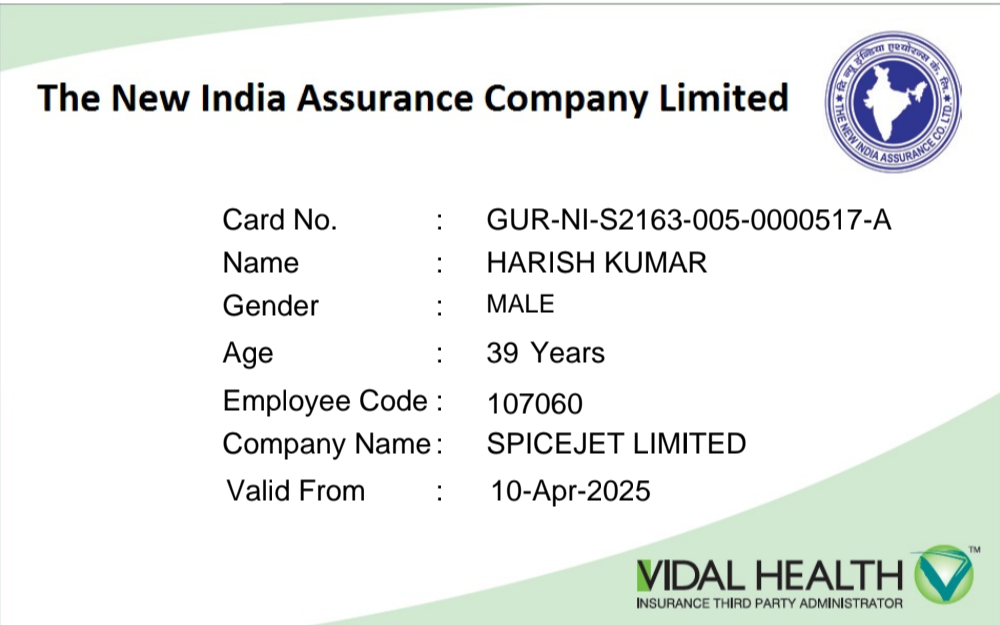 The New India Assurance Company Limited
दि न्यू इन्डिया एश्योरन्स कं. लि.
THE NEW INDIA ASSURANCE CO. LTD.
Card No. : GUR-NI-S2163-005-0000517-A
Name : HARISH KUMAR
Gender : MALE
Age : 39 Years
Employee Code : 107060
Company Name : SPICEJET LIMITED
Valid From : 10-Apr-2025
VIDAL HEALTH TM
INSURANCE THIRD PARTY ADMINISTRATOR